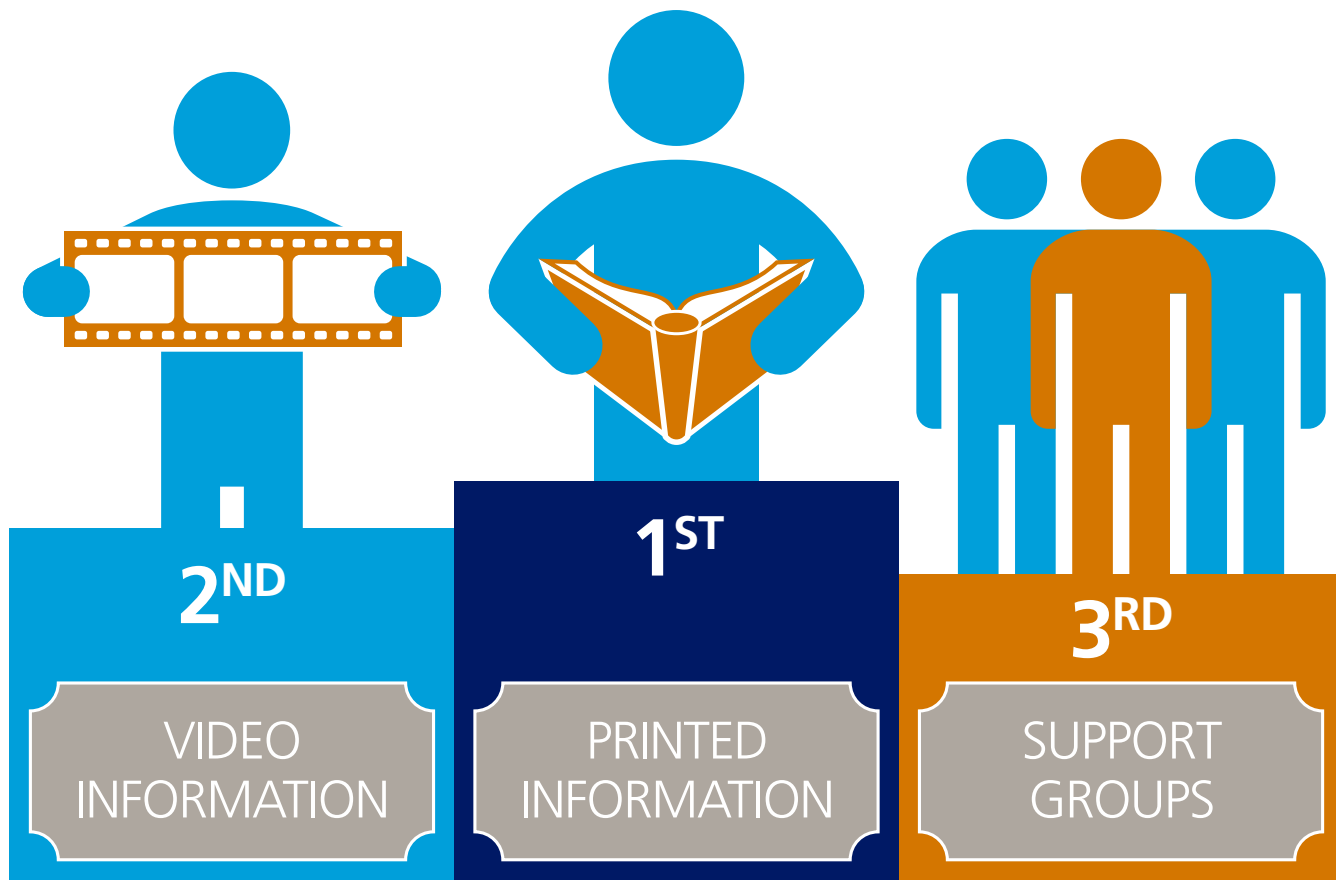 2ND
VIDEO
INFORMATION
1ST
PRINTED
INFORMATION
3RD
SUPPORT
GROUPS